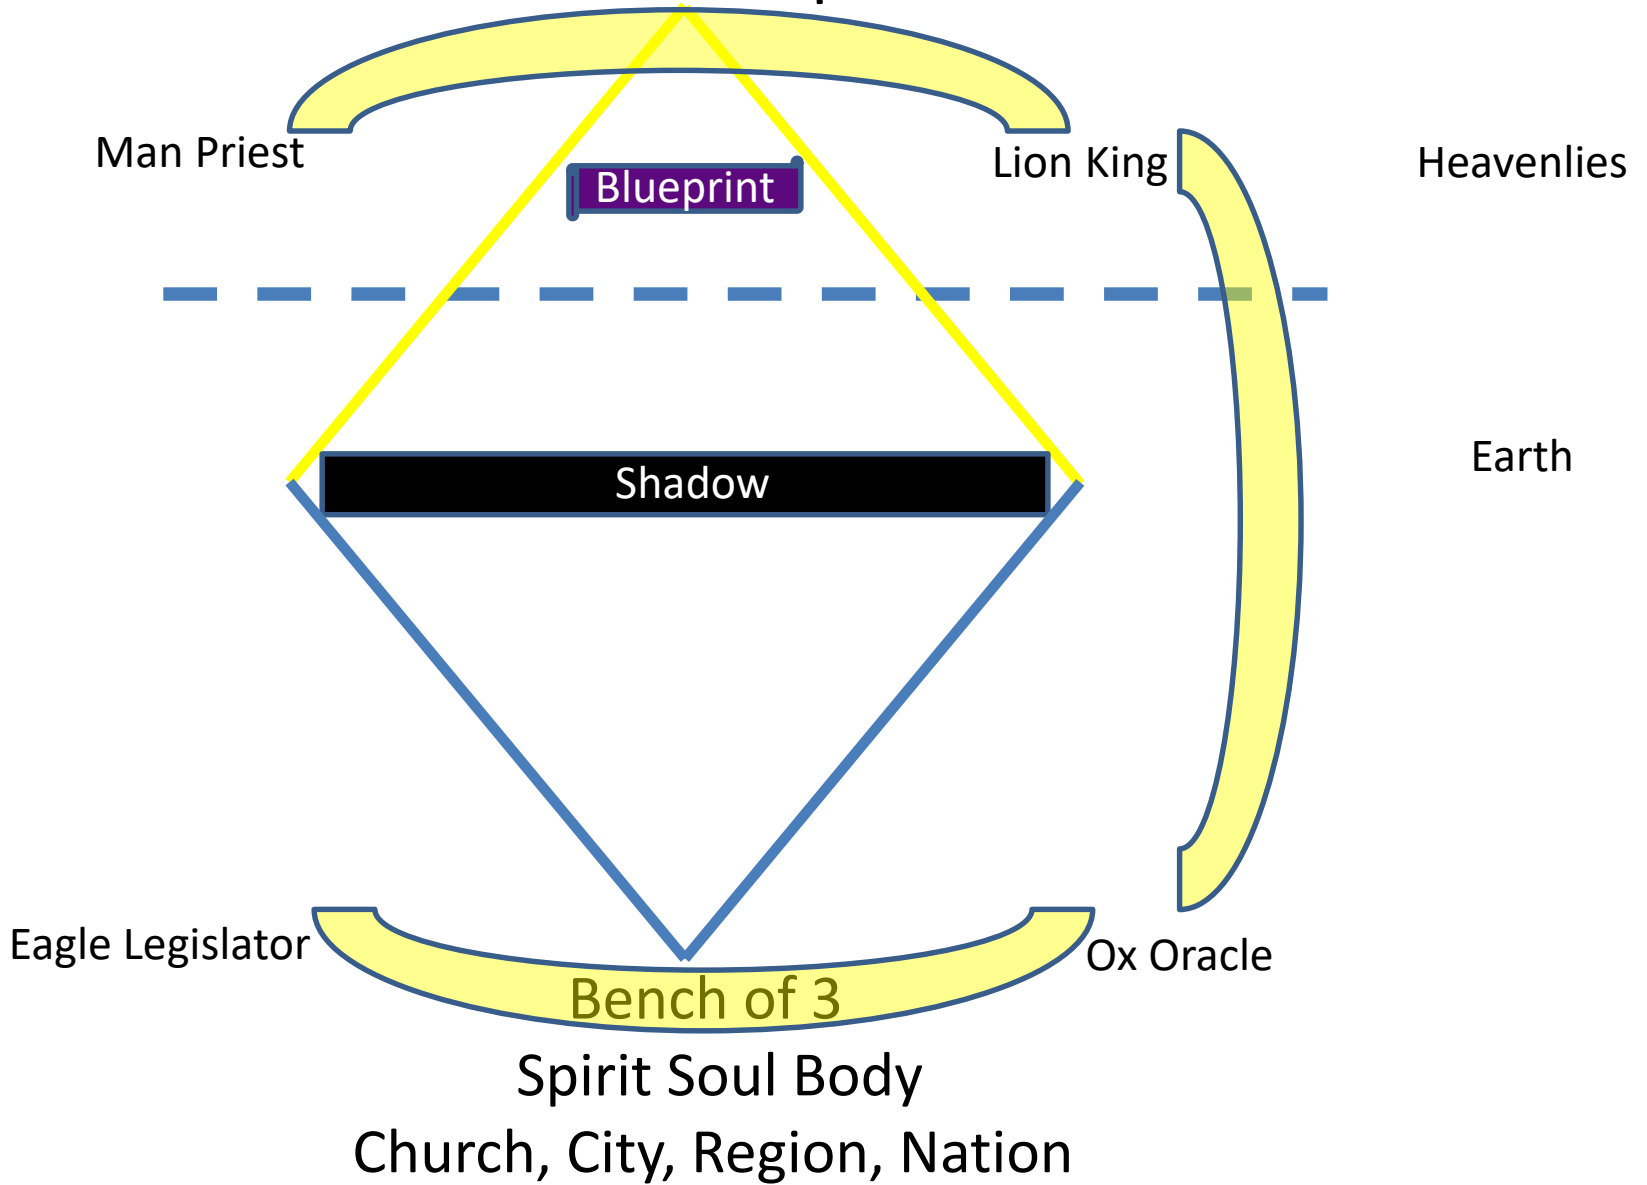 Man Priest
Lion King
Heavenlies
Blueprint
Earth
Shadow
Eagle Legislator
Ox Oracle
Bench of 3
Spirit Soul Body
Church, City, Region, Nation